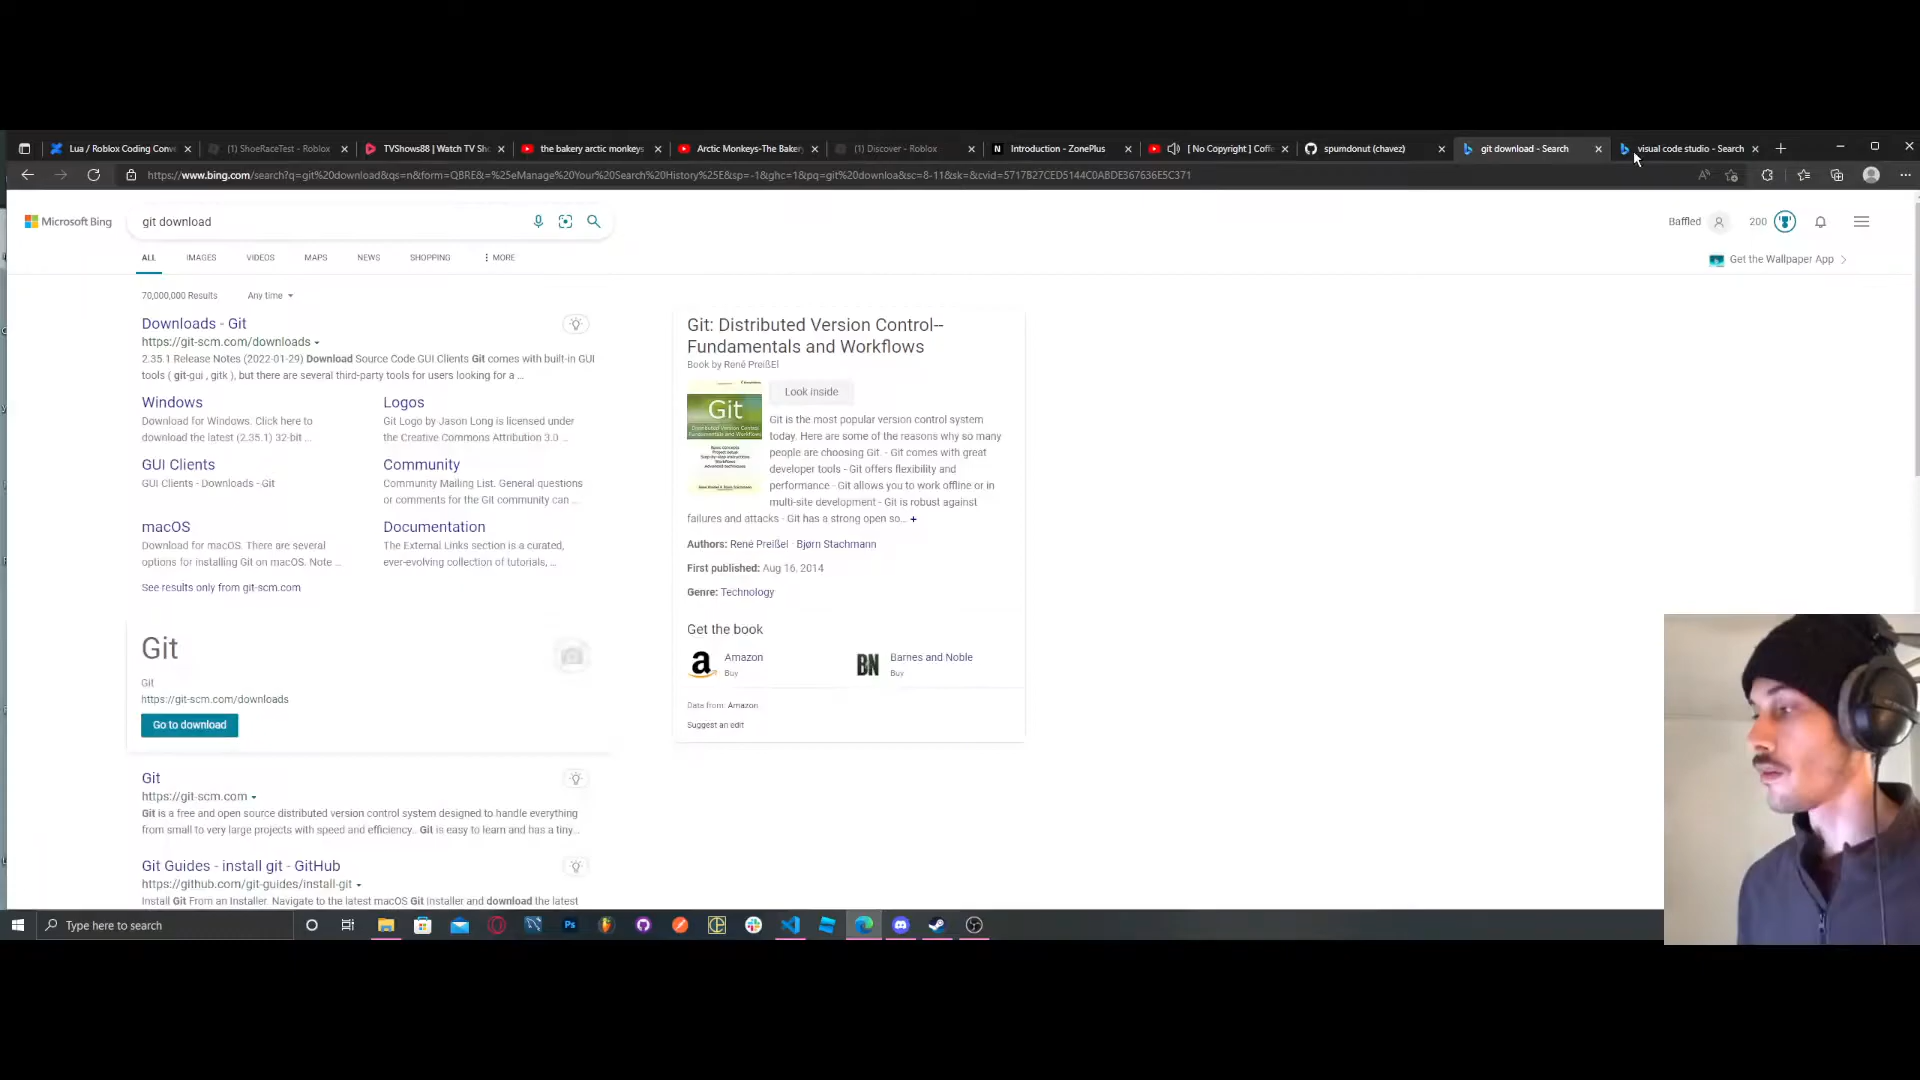 Lua / Roblox Coding Conv
(1) ShoeRaceTest - Roblox
TVShows88 | Watch TV Sh
the bakery arctic monkeys
Arctic Monkeys-The Baker
(1) Discover - Roblox
Introduction - ZonePlus
[ No Copyright ] Coffe
spumdonut (chavez)
git download - Search
visual code studio - Search
https://www.bing.com/search?q=git%20download&qs=n&form=QBRE&=%25eManage%20Your%20Search%20History%25E&sp=-1&ghc=1&pq=git%20downloa&sc=8-11&sk=&cvid=5717B27CED5144C0ABDE367636E5C371
Microsoft Bing
git download
Baffled
200
ALL
IMAGES
VIDEOS
MAPS
NEWS
SHOPPING
MORE
Get the Wallpaper App
70,000,000 Results
Any time
Downloads - Git
https://git-scm.com/downloads
2.35.1 Release Notes (2022-01-29) Download Source Code GUI Clients Git comes with built-in GUI
tools ( git-gui , gitk ), but there are several third-party tools for users looking for a ...
Windows
Download for Windows. Click here to
download the latest (2.35.1) 32-bit ...
Logos
Git Logo by Jason Long is licensed under
the Creative Commons Attribution 3.0 ...
GUI Clients
GUI Clients - Downloads - Git
Community
Community Mailing List. General questions
or comments for the Git community can ...
macOS
Download for macOS. There are several
options for installing Git on macOS. Note ...
Documentation
The External Links section is a curated,
ever-evolving collection of tutorials, ...
See results only from git-scm.com
Git
Git
https://git-scm.com/downloads
Go to download
Git
https://git-scm.com
Git is a free and open source distributed version control system designed to handle everything
from small to very large projects with speed and efficiency.. Git is easy to learn and has a tiny...
Git Guides - install git - GitHub
https://github.com/git-guides/install-git
Install Git From an Installer. Navigate to the latest macOS Git Installer and download the latest
Git: Distributed Version Control--
Fundamentals and Workflows
Book by René Preißel
Git
Look inside
Git is the most popular version control system
today. Here are some of the reasons why so many
people are choosing Git. - Git comes with great
developer tools - Git offers flexibility and
performance - Git allows you to work offline or in
multi-site development - Git is robust against
failures and attacks - Git has a strong open so... +
Authors: René Preißel · Bjørn Stachmann
First published: Aug 16, 2014
Genre: Technology
Get the book
a
Amazon
Buy
BN
Barnes and Noble
Buy
Data from: Amazon
Suggest an edit
Type here to search
Ps